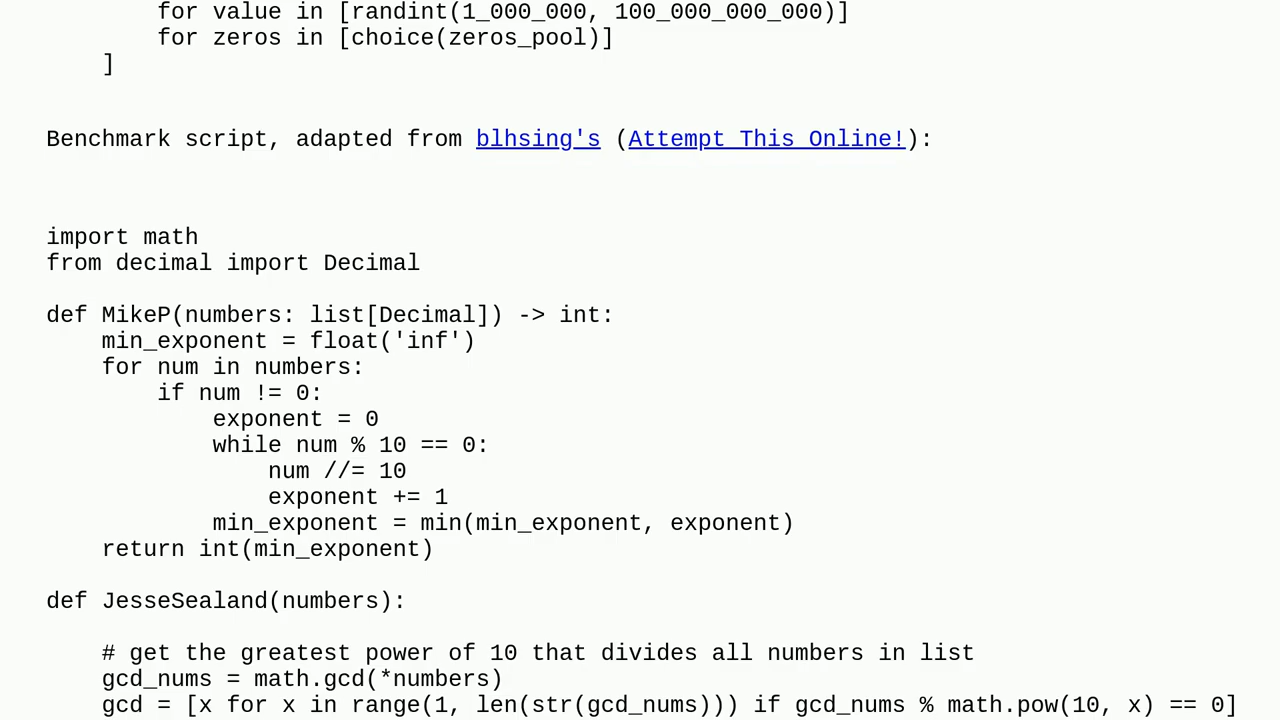 for value in [randint(1_000_000, 100_000_000_000)]
        for zeros in [choice(zeros_pool)]
    ]
Benchmark script, adapted from blhsing's (Attempt This Online!):
import math
from decimal import Decimal
def MikeP(numbers: list[Decimal]) -> int:
    min_exponent = float('inf')
    for num in numbers:
        if num != 0:
            exponent = 0
            while num % 10 == 0:
                num //= 10
                exponent += 1
            min_exponent = min(min_exponent, exponent)
    return int(min_exponent)
def JesseSealand(numbers):
    # get the greatest power of 10 that divides all numbers in list
    gcd_nums = math.gcd(*numbers)
    gcd = [x for x in range(1, len(str(gcd_nums))) if gcd_nums % math.pow(10, x) == 0]